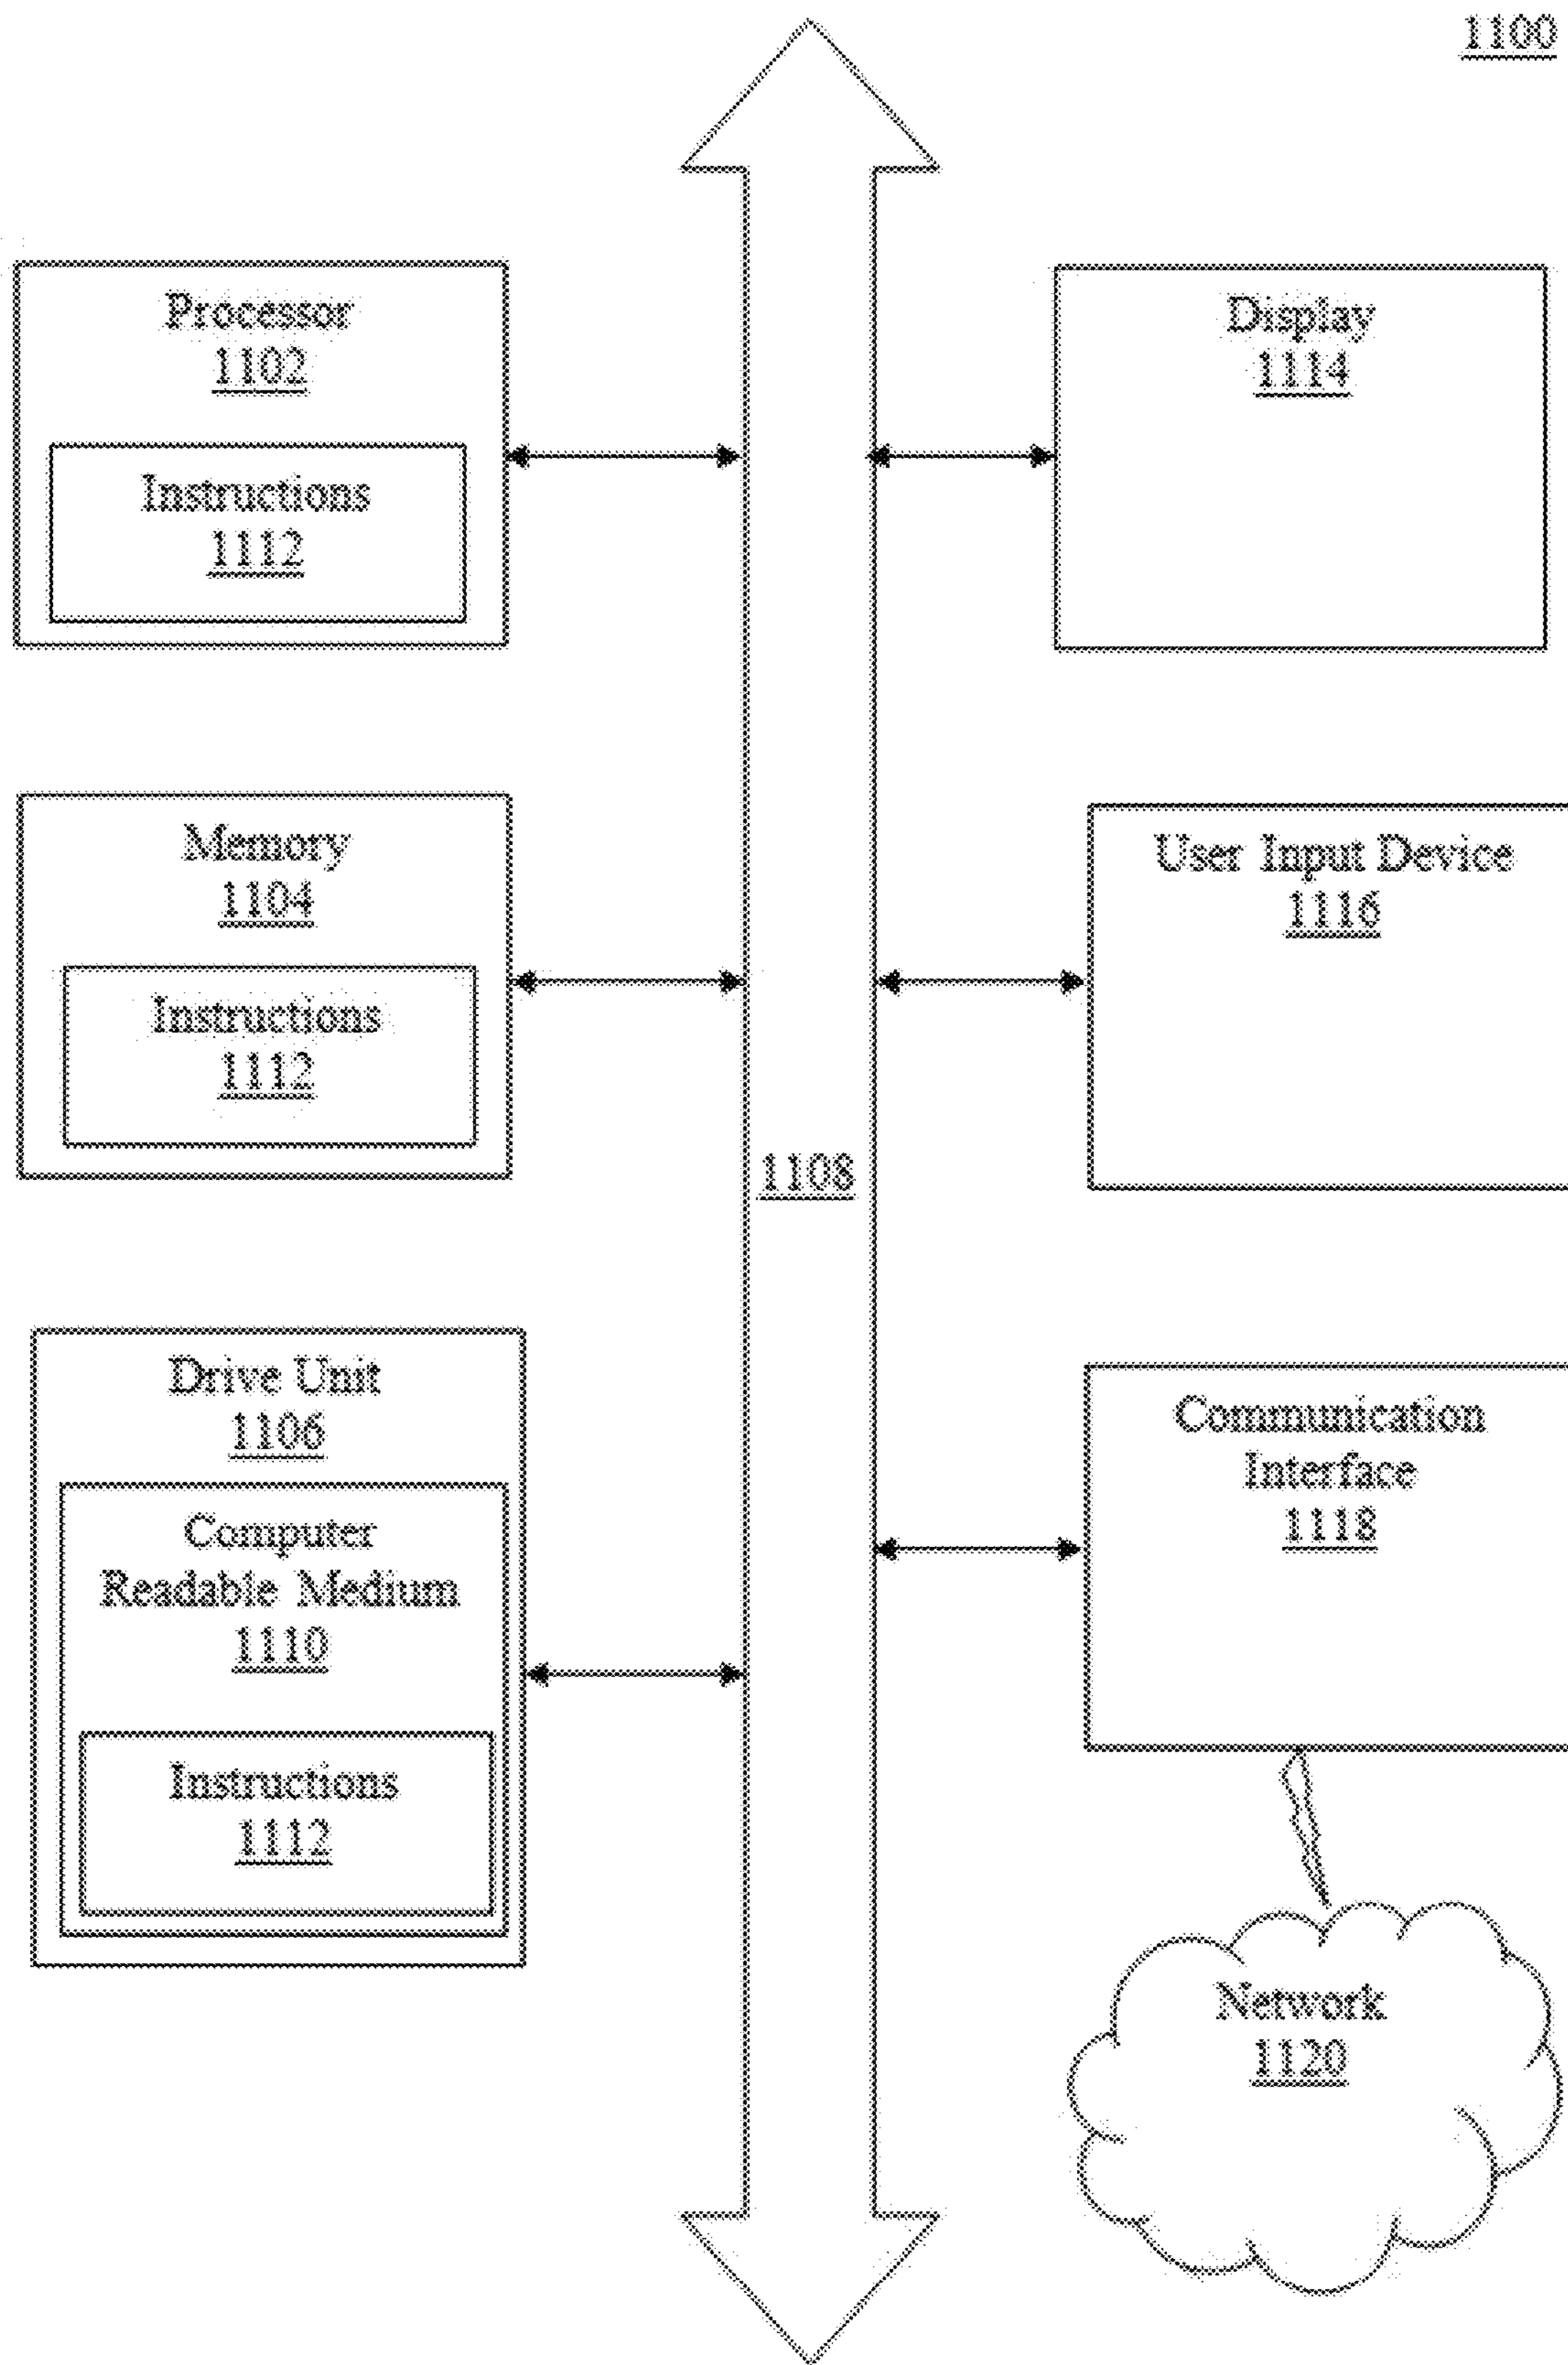 1100
Processor
1102
Instructions
1112
Display
1114
Memory
1104
Instructions
1112
User Input Device
1116
1108
Drive Unit
1106
Computer
Readable Medium
1110
Instructions
1112
Communication
Interface
1118
Network
1120